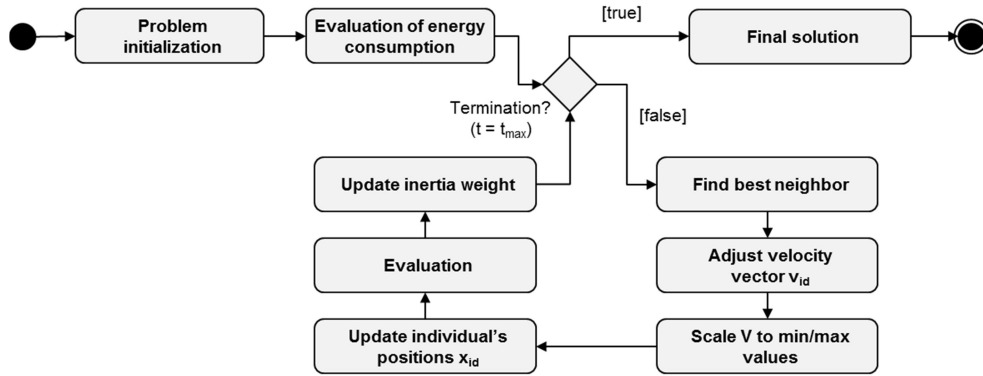 Problem
initialization
Evaluation of energy
consumption
[true]
Final solution
Termination?
(t = tmax)
[false]
Update inertia weight
Find best neighbor
Evaluation
Adjust velocity
vector vid
Update individual's
positions xid
Scale V to min/max
values